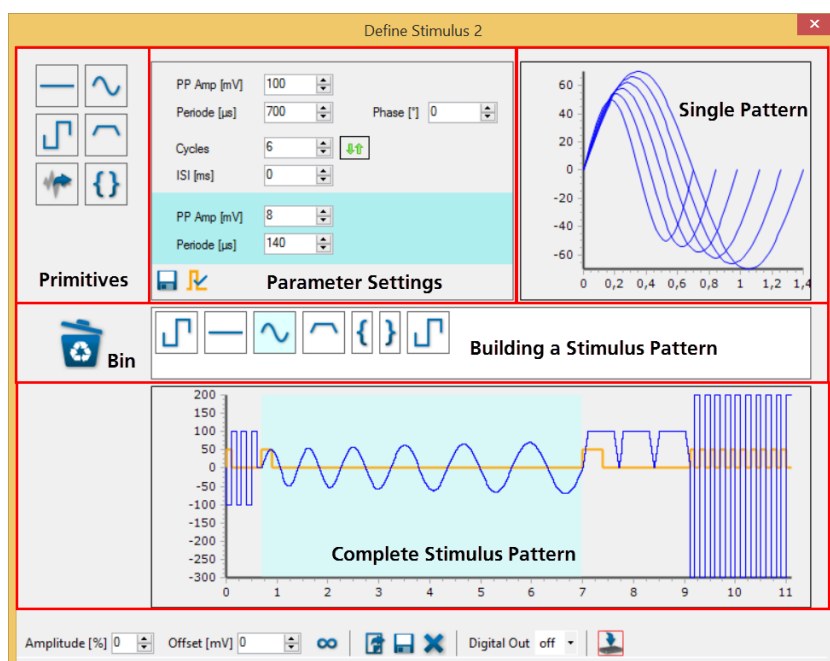 Define Stimulus 2
PP Amp [mV] 100
Periode [µs] 700 Phase [°] 0
Cycles 6
ISI [ms] 0
PP Amp [mV] 8
Periode [µs] 140
Primitives
Parameter Settings
Single Pattern
60
40
20
0
-20
-40
-60
0 0,2 0,4 0,6 0,8 1 1,2 1,4
Bin
{ } { }
Building a Stimulus Pattern
200
150
100
50
0
-50
-100
-150
-200
-250
-300
0 1 2 3 4 5 6 7 8 9 10 11
Complete Stimulus Pattern
Amplitude [%] 0 Offset [mV] 0 Digital Out off